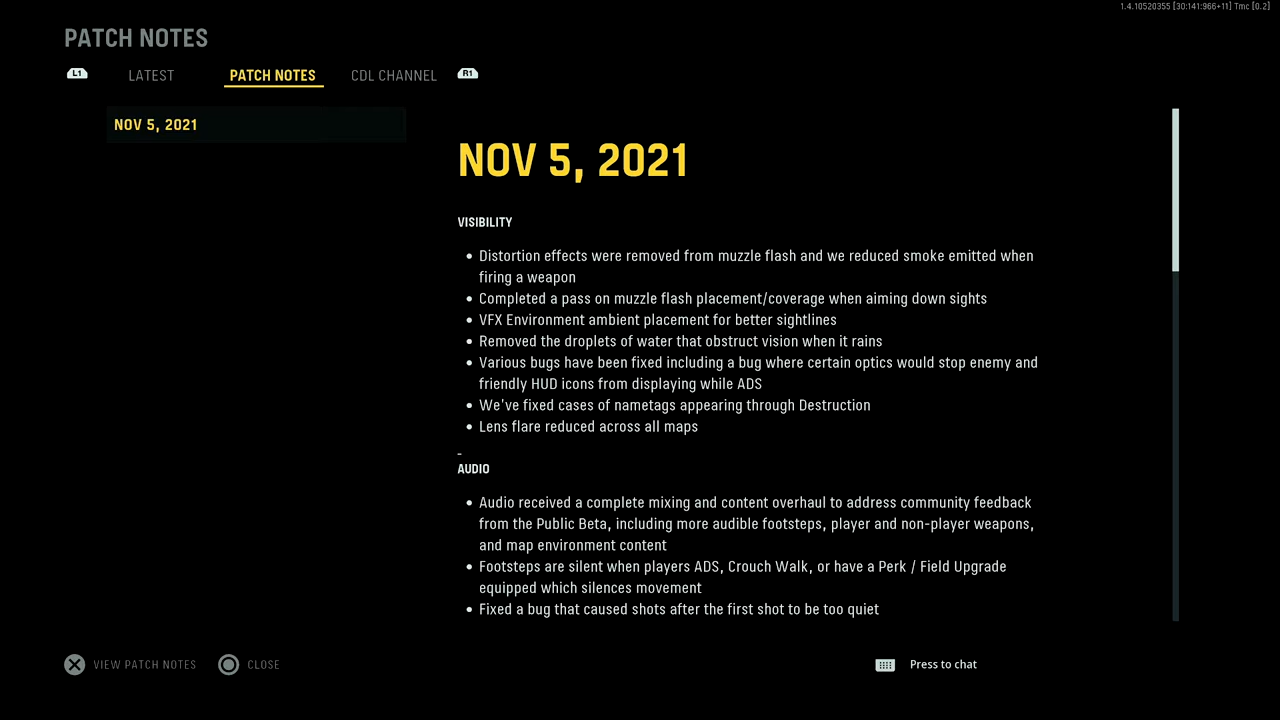 1.4.10520355 [30:141:966+11] Tmc [0.2]
PATCH NOTES
L1 LATEST PATCH NOTES CDL CHANNEL R1
NOV 5, 2021
NOV 5, 2021
VISIBILITY
• Distortion effects were removed from muzzle flash and we reduced smoke emitted when
firing a weapon
• Completed a pass on muzzle flash placement/coverage when aiming down sights
• VFX Environment ambient placement for better sightlines
• Removed the droplets of water that obstruct vision when it rains
• Various bugs have been fixed including a bug where certain optics would stop enemy and
friendly HUD icons from displaying while ADS
• We've fixed cases of nametags appearing through Destruction
• Lens flare reduced across all maps
–
AUDIO
• Audio received a complete mixing and content overhaul to address community feedback
from the Public Beta, including more audible footsteps, player and non-player weapons,
and map environment content
• Footsteps are silent when players ADS, Crouch Walk, or have a Perk / Field Upgrade
equipped which silences movement
• Fixed a bug that caused shots after the first shot to be too quiet
VIEW PATCH NOTES CLOSE Press to chat